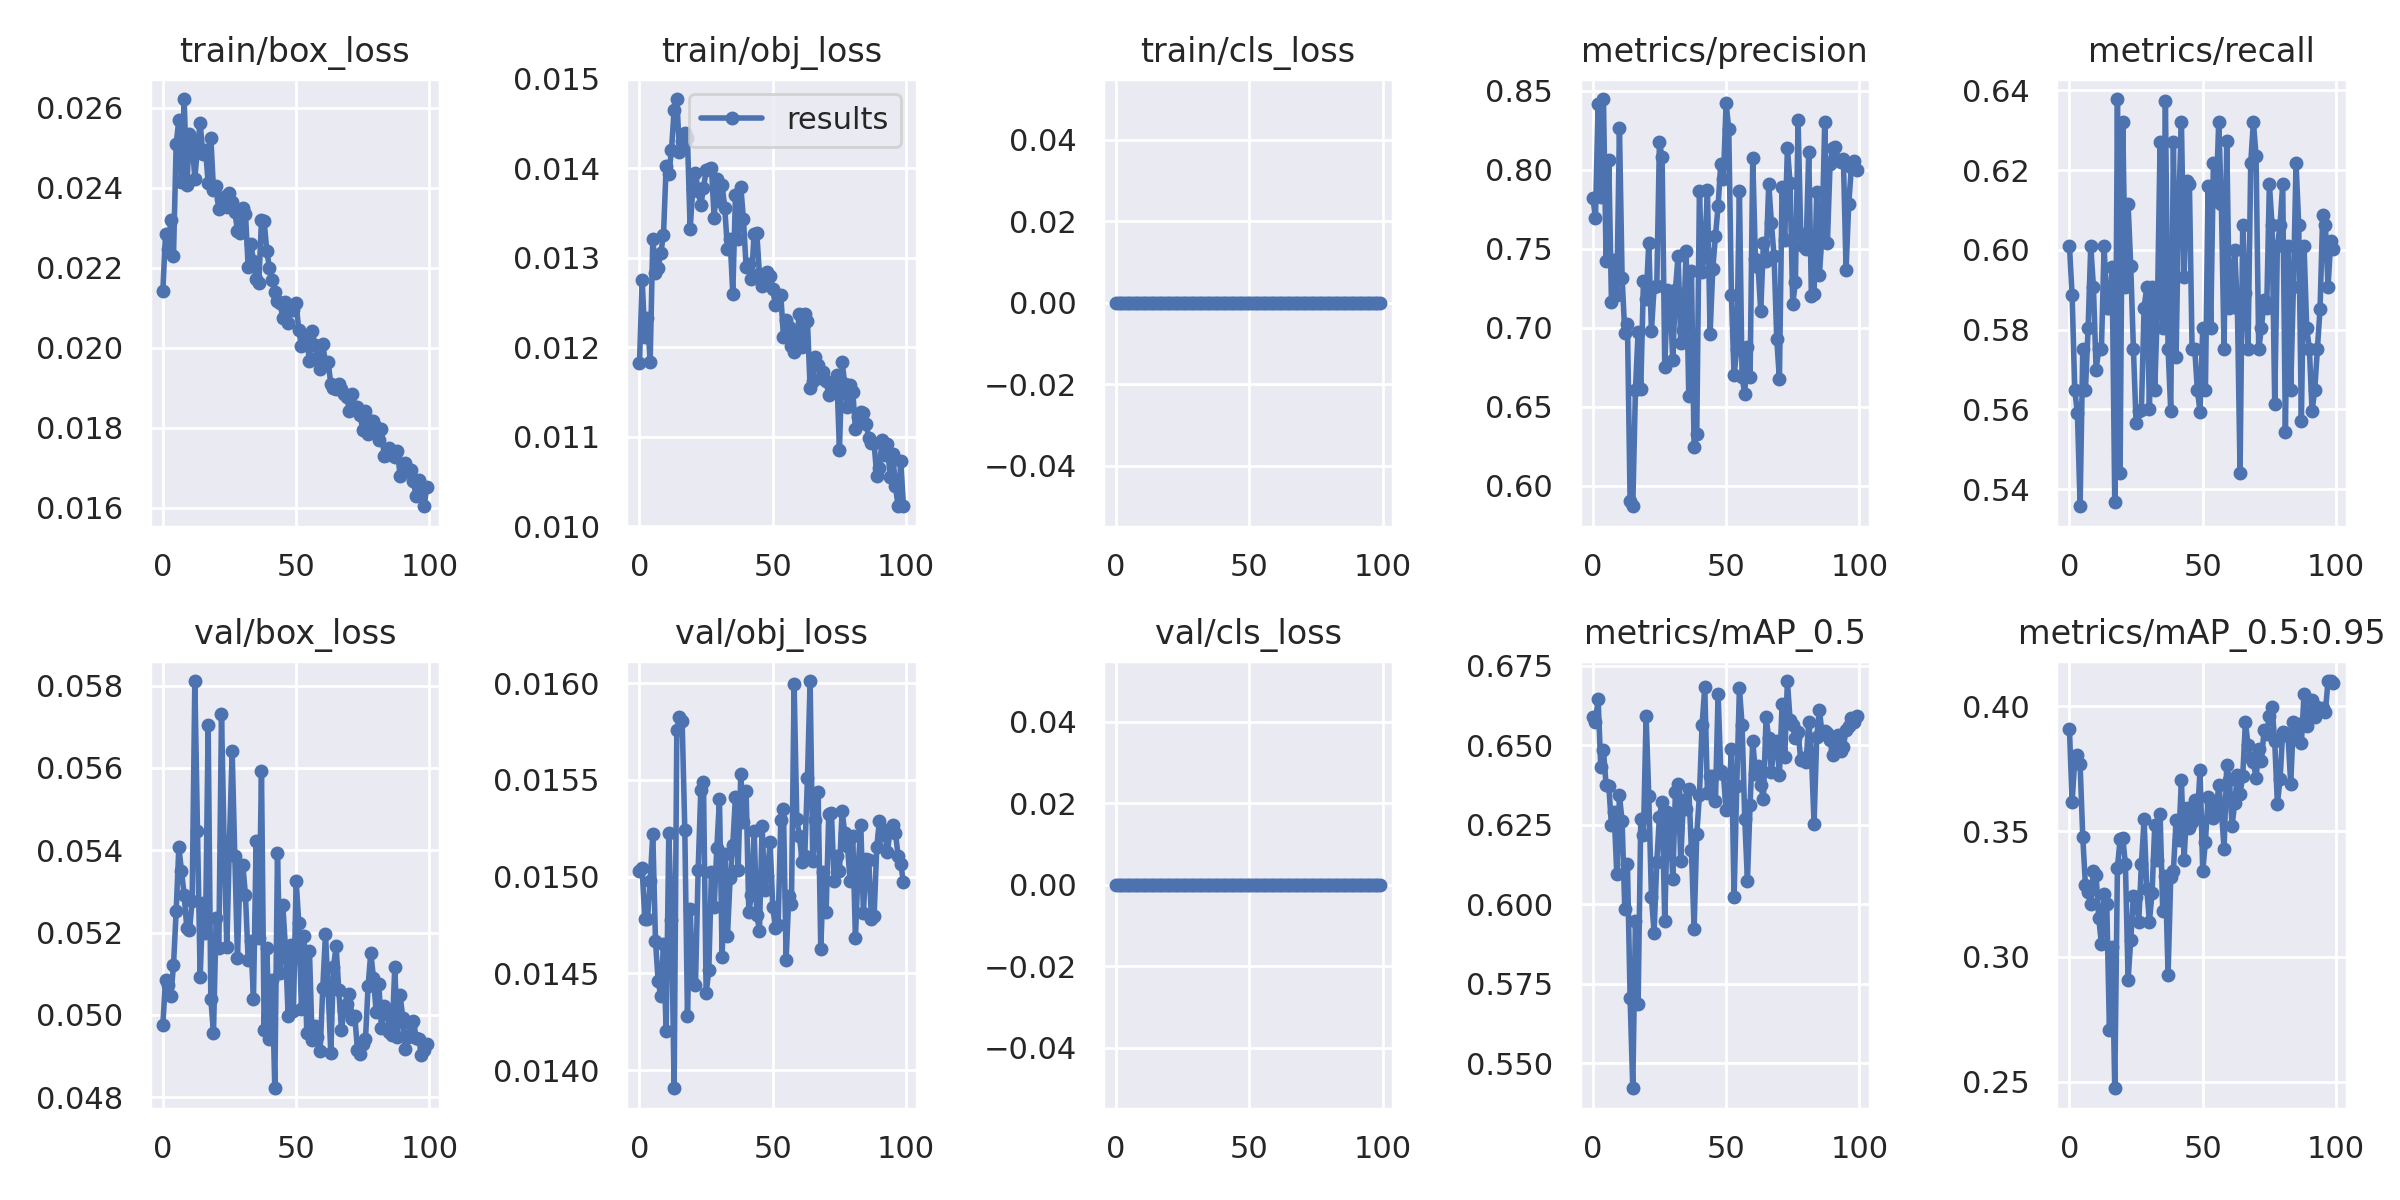 train/box_loss
0.026
0.024
0.022
0.020
0.018
0.016
0 50 100
train/obj_loss
0.015
0.014
0.013
0.012
0.011
0.010
results
0 50 100
train/cls_loss
0.04
0.02
0.00
−0.02
−0.04
0 50 100
metrics/precision
0.85
0.80
0.75
0.70
0.65
0.60
0 50 100
metrics/recall
0.64
0.62
0.60
0.58
0.56
0.54
0 50 100
val/box_loss
0.058
0.056
0.054
0.052
0.050
0.048
0 50 100
val/obj_loss
0.0160
0.0155
0.0150
0.0145
0.0140
0 50 100
val/cls_loss
0.04
0.02
0.00
−0.02
−0.04
0 50 100
metrics/mAP_0.5
0.675
0.650
0.625
0.600
0.575
0.550
0 50 100
metrics/mAP_0.5:0.95
0.40
0.35
0.30
0.25
0 50 100